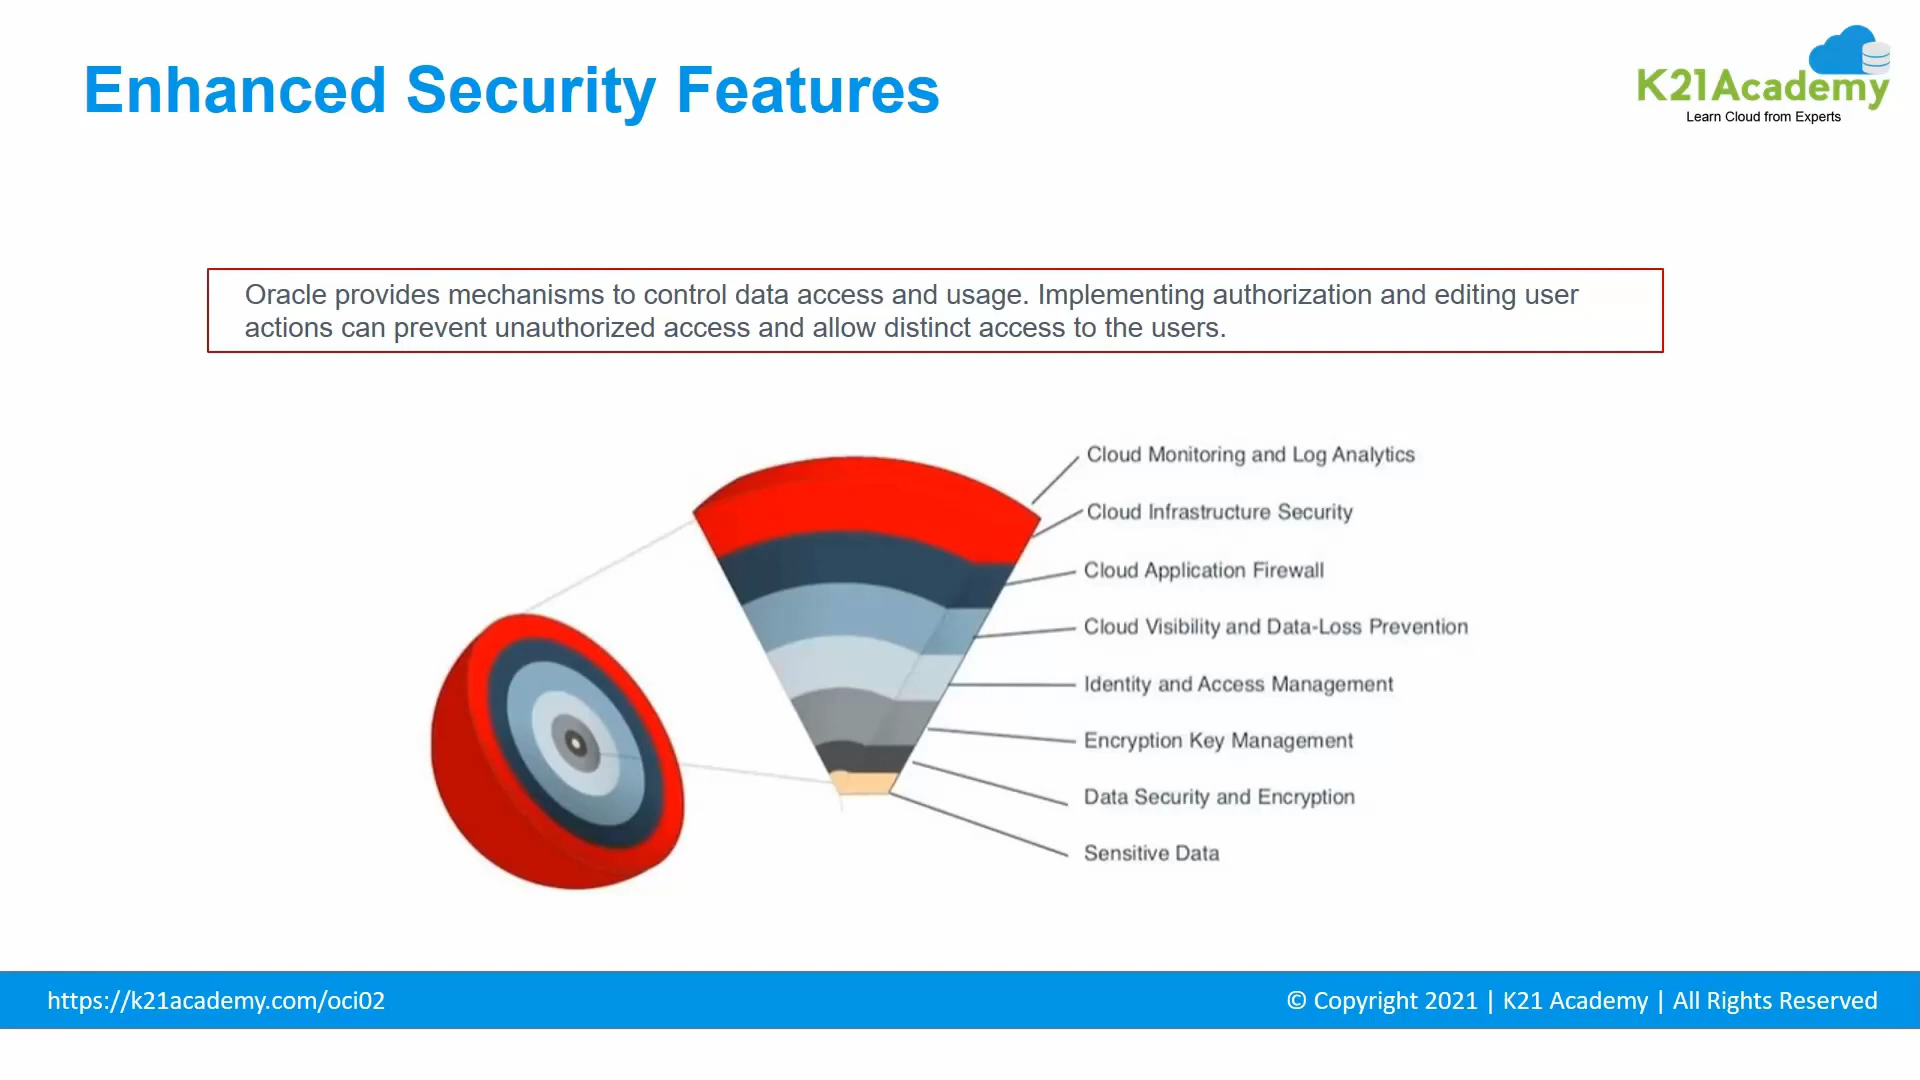 Enhanced Security Features
K21Academy
Learn Cloud from Experts
Oracle provides mechanisms to control data access and usage. Implementing authorization and editing user
actions can prevent unauthorized access and allow distinct access to the users.
Cloud Monitoring and Log Analytics
Cloud Infrastructure Security
Cloud Application Firewall
Cloud Visibility and Data-Loss Prevention
Identity and Access Management
Encryption Key Management
Data Security and Encryption
Sensitive Data
https://k21academy.com/oci02
© Copyright 2021 | K21 Academy | All Rights Reserved